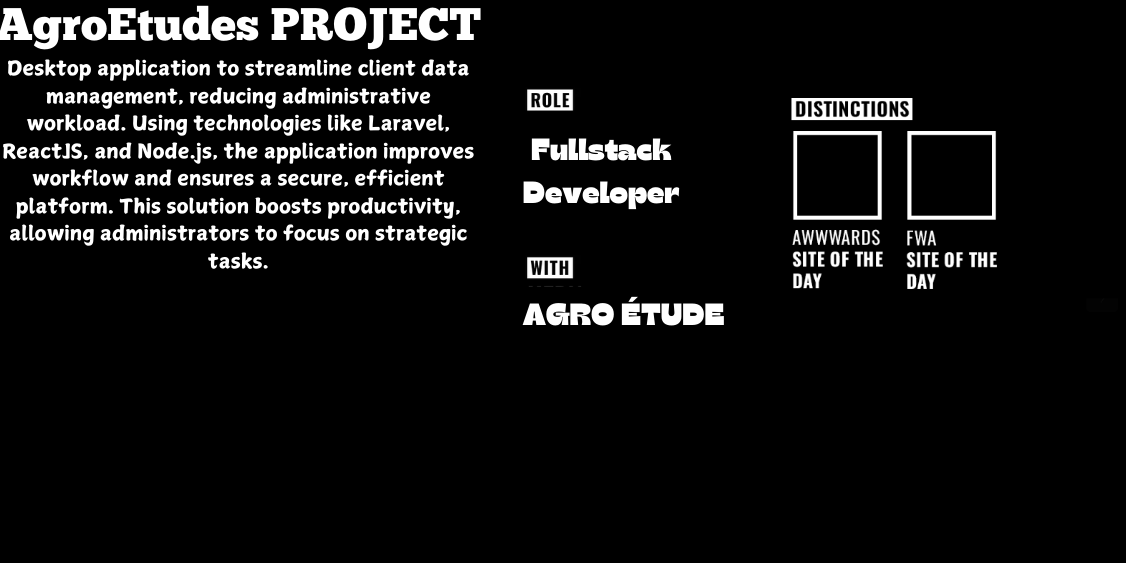 AgroEtudes PROJECT
Desktop application to streamline client data
management, reducing administrative
workload. Using technologies like Laravel,
ReactJS, and Node.js, the application improves
workflow and ensures a secure, efficient
platform. This solution boosts productivity,
allowing administrators to focus on strategic
tasks.
ROLE
Fullstack
Developer
WITH
AGRO ÉTUDE
DISTINCTIONS
AWWWARDS
SITE OF THE
DAY
FWA
SITE OF THE
DAY